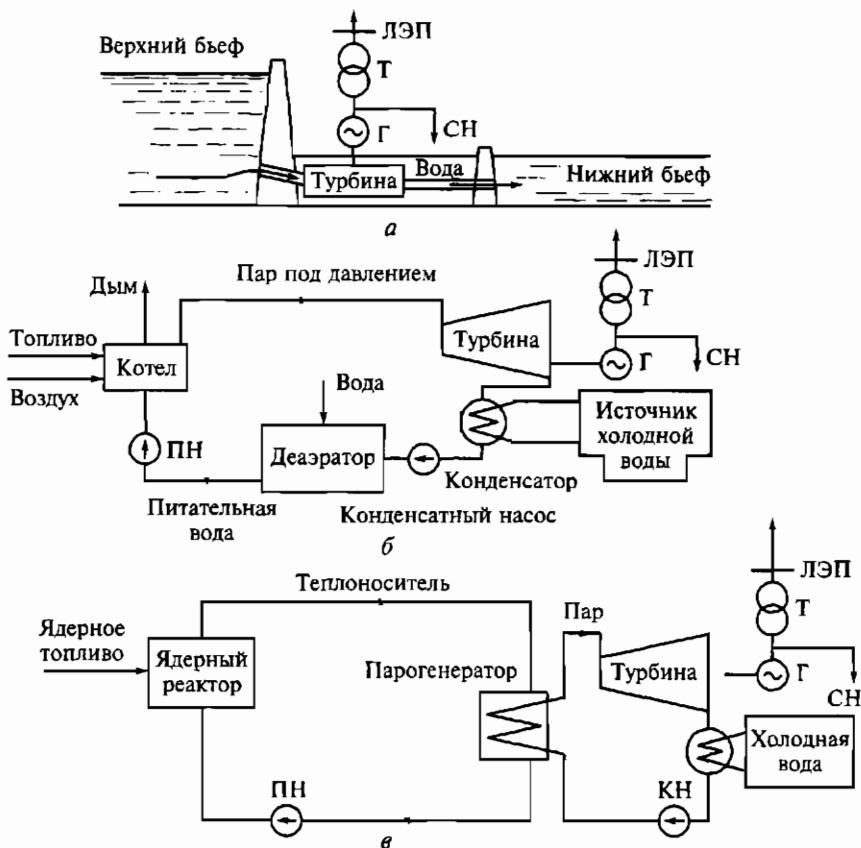 Верхний бьеф
ЛЭП
Т
Г
СН
Турбина
Вода
Нижний бьеф
а
Пар под давлением
Дым
Топливо
Воздух
Котел
ПН
Питательная
вода
Вода
Деаэратор
Конденсатный насос
Конденсатор
Турбина
ЛЭП
Т
Г
СН
Источник
холодной
воды
б
Теплоноситель
Ядерное
топливо
Ядерный
реактор
Парогенератор
ПН
Пар
Турбина
ЛЭП
Т
Г
СН
Холодная
вода
КН
в